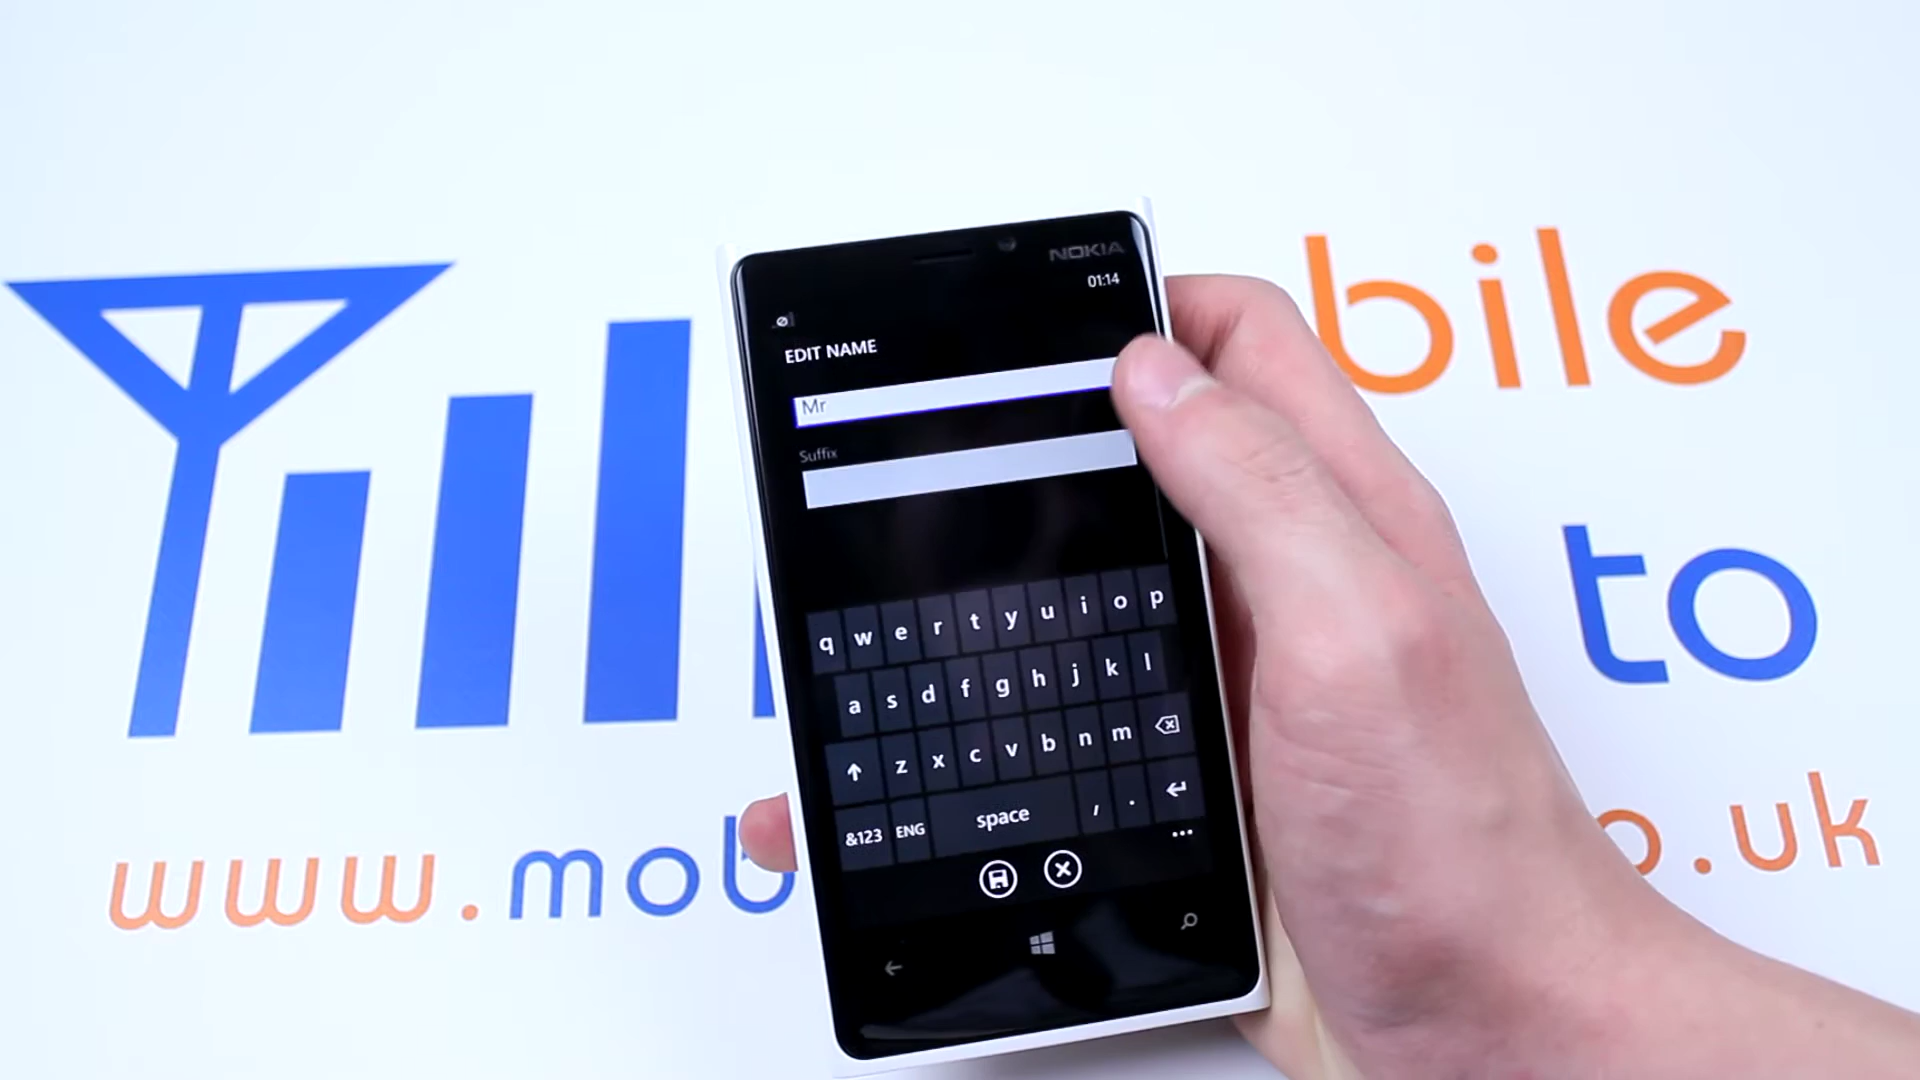 bile
to
www.mob
o.uk
NOKIA
01:14
EDIT NAME
Mr
Suffix
q w e r t y u i o p
a s d f g h j k l
z x c v b n m
&123 ENG space , .